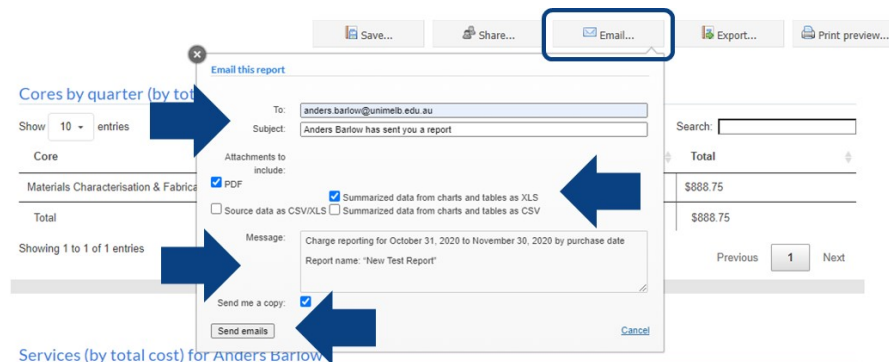 Save... Share... Email... Export... Print preview...
Email this report
Cores by quarter (by tot
To: anders.barlow@unimelb.edu.au
Show 10 entries
Subject: Anders Barlow has sent you a report
Search:
Core Total
Attachments to include:
PDF
Summarized data from charts and tables as XLS
Materials Characterisation & Fabrica $888.75
Source data as CSV/XLS Summarized data from charts and tables as CSV
Total $888.75
Message: Charge reporting for October 31, 2020 to November 30, 2020 by purchase date
Report name: "New Test Report"
Showing 1 to 1 of 1 entries
Previous 1 Next
Send me a copy:
Send emails Cancel
Services (by total cost) for Anders Barlow